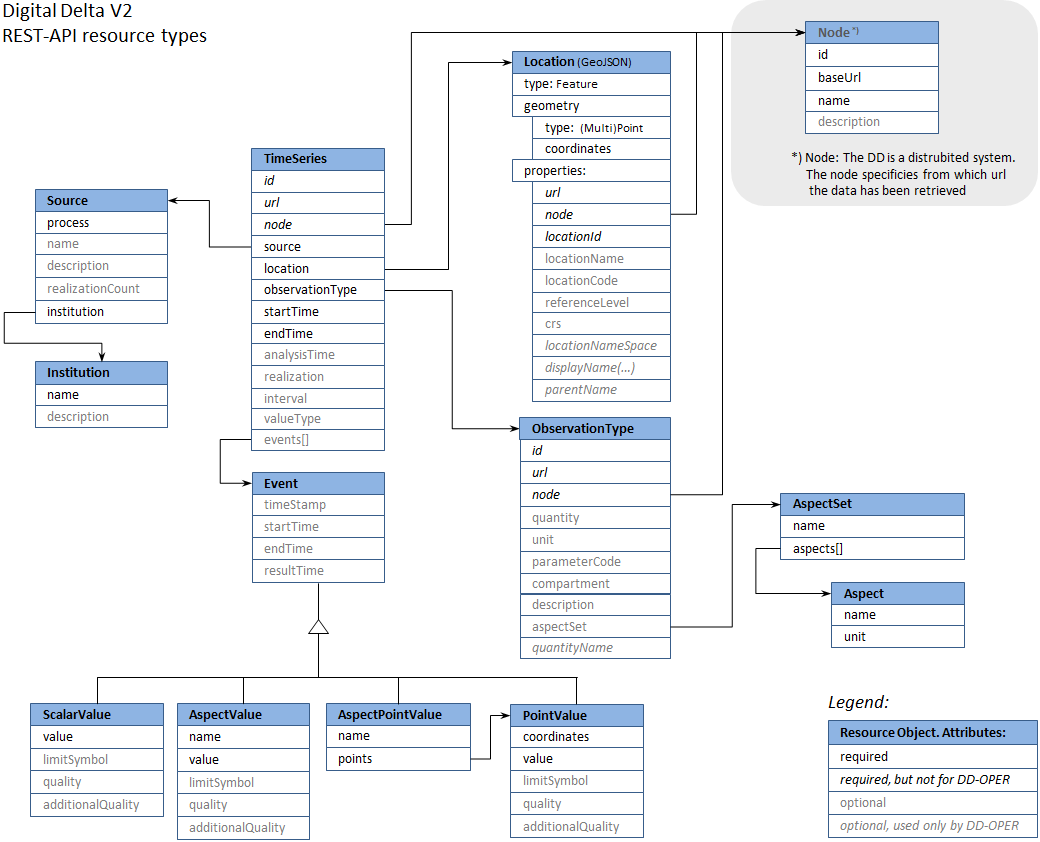 Digital Delta V2
REST-API resource types
Node *)
id
baseUrl
name
description
*) Node: The DD is a distrubited system.
The node specificies from which url
the data has been retrieved
Location (GeoJSON)
type: Feature
geometry
type: (Multi)Point
coordinates
properties:
url
node
locationId
locationName
locationCode
referenceLevel
crs
locationNameSpace
displayName(...)
parentName
TimeSeries
id
url
node
source
location
observationType
startTime
endTime
analysisTime
realization
interval
valueType
events[]
Source
process
name
description
realizationCount
institution
Institution
name
description
Event
timeStamp
startTime
endTime
resultTime
ObservationType
id
url
node
quantity
unit
parameterCode
compartment
description
aspectSet
quantityName
AspectSet
name
aspects[]
Aspect
name
unit
ScalarValue
value
limitSymbol
quality
additionalQuality
AspectValue
name
value
limitSymbol
quality
additionalQuality
AspectPointValue
name
points
PointValue
coordinates
value
limitSymbol
quality
additionalQuality
Legend:
Resource Object. Attributes:
required
required, but not for DD-OPER
optional
optional, used only by DD-OPER